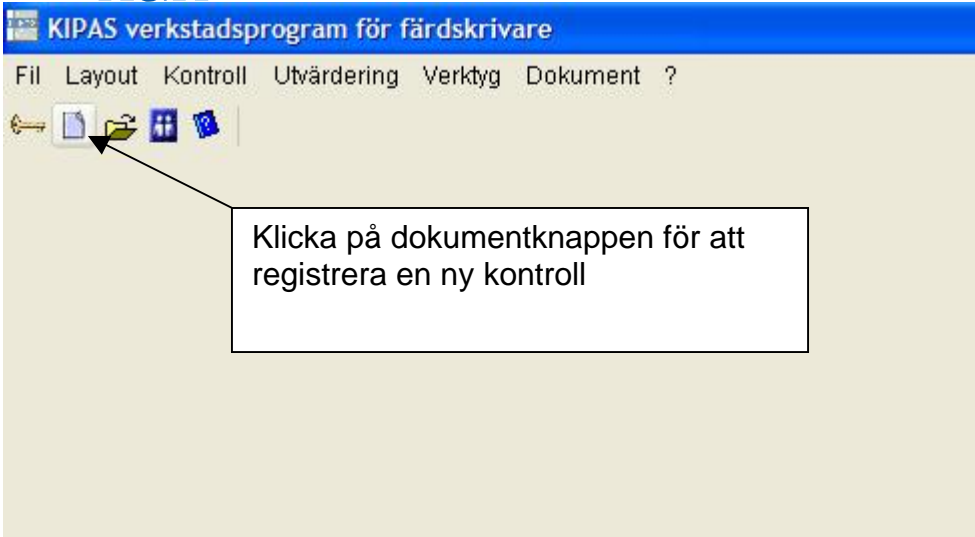 KIPAS verkstadsprogram för färdskrivare
Fil Layout Kontroll Utvärdering Verktyg Dokument ?
Klicka på dokumentknappen för att
registrera en ny kontroll